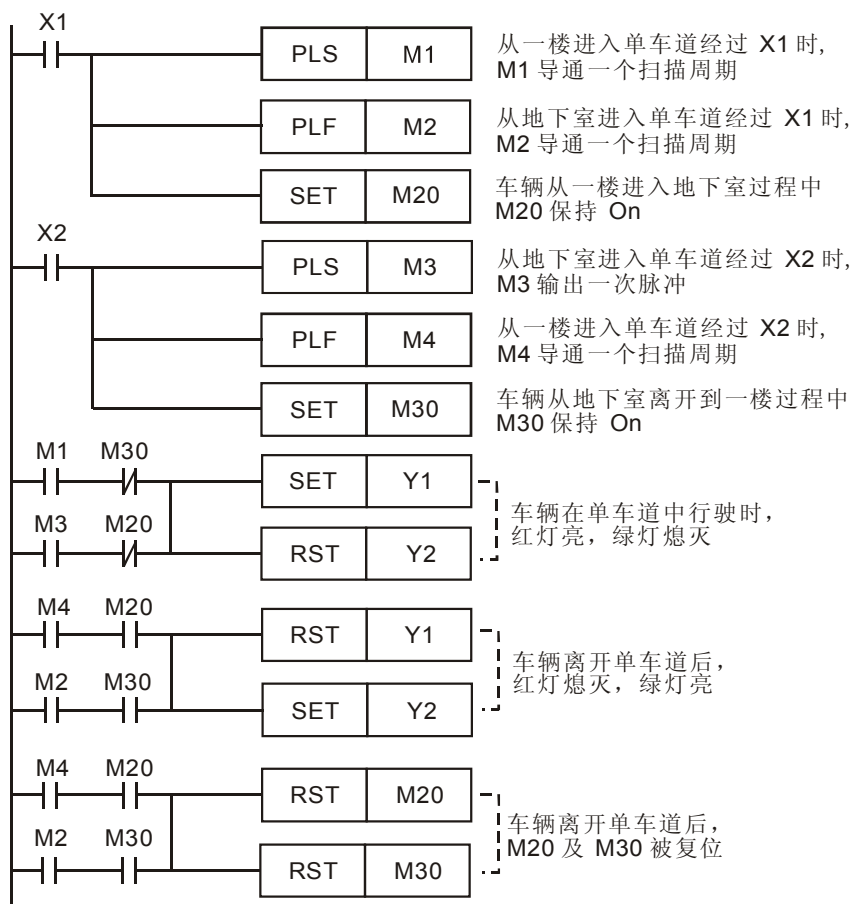 X1
PLS M1 从一楼进入单车道经过 X1 时,
M1 导通一个扫描周期
PLF M2 从地下室进入单车道经过 X1 时,
M2 导通一个扫描周期
SET M20 车辆从一楼进入地下室过程中
M20 保持 On
X2
PLS M3 从地下室进入单车道经过 X2 时,
M3 输出一次脉冲
PLF M4 从一楼进入单车道经过 X2 时,
M4 导通一个扫描周期
SET M30 车辆从地下室离开到一楼过程中
M30 保持 On
M1 M30
SET Y1
车辆在单车道中行驶时，
红灯亮，绿灯熄灭
M3 M20
RST Y2
M4 M20
RST Y1
车辆离开单车道后，
红灯熄灭，绿灯亮
M2 M30
SET Y2
M4 M20
RST M20
车辆离开单车道后，
M20 及 M30 被复位
M2 M30
RST M30